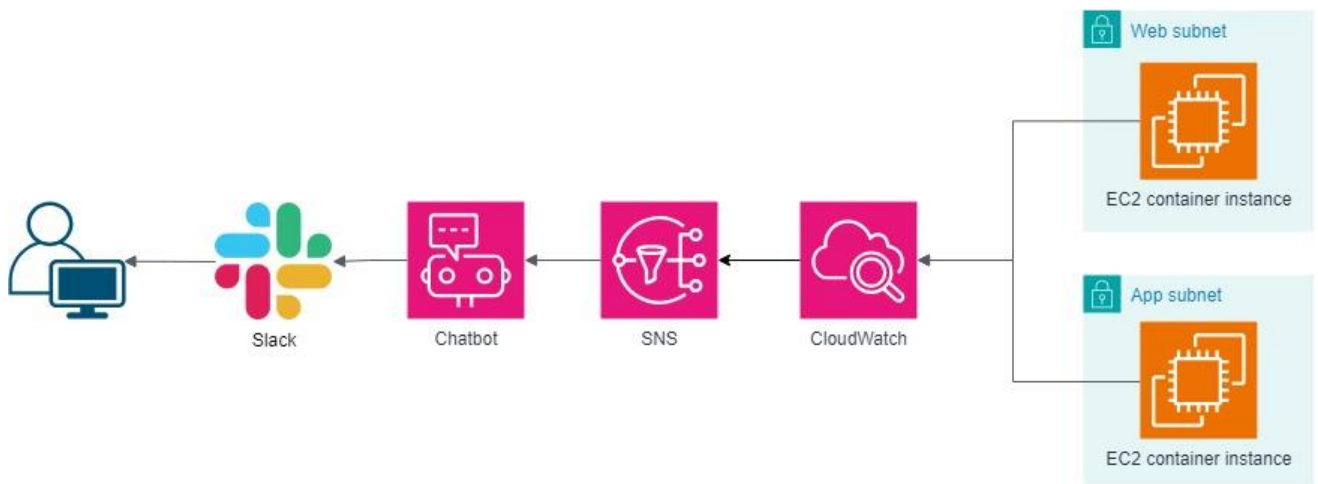 Web subnet
EC2 container instance
Slack
Chatbot
SNS
CloudWatch
App subnet
EC2 container instance